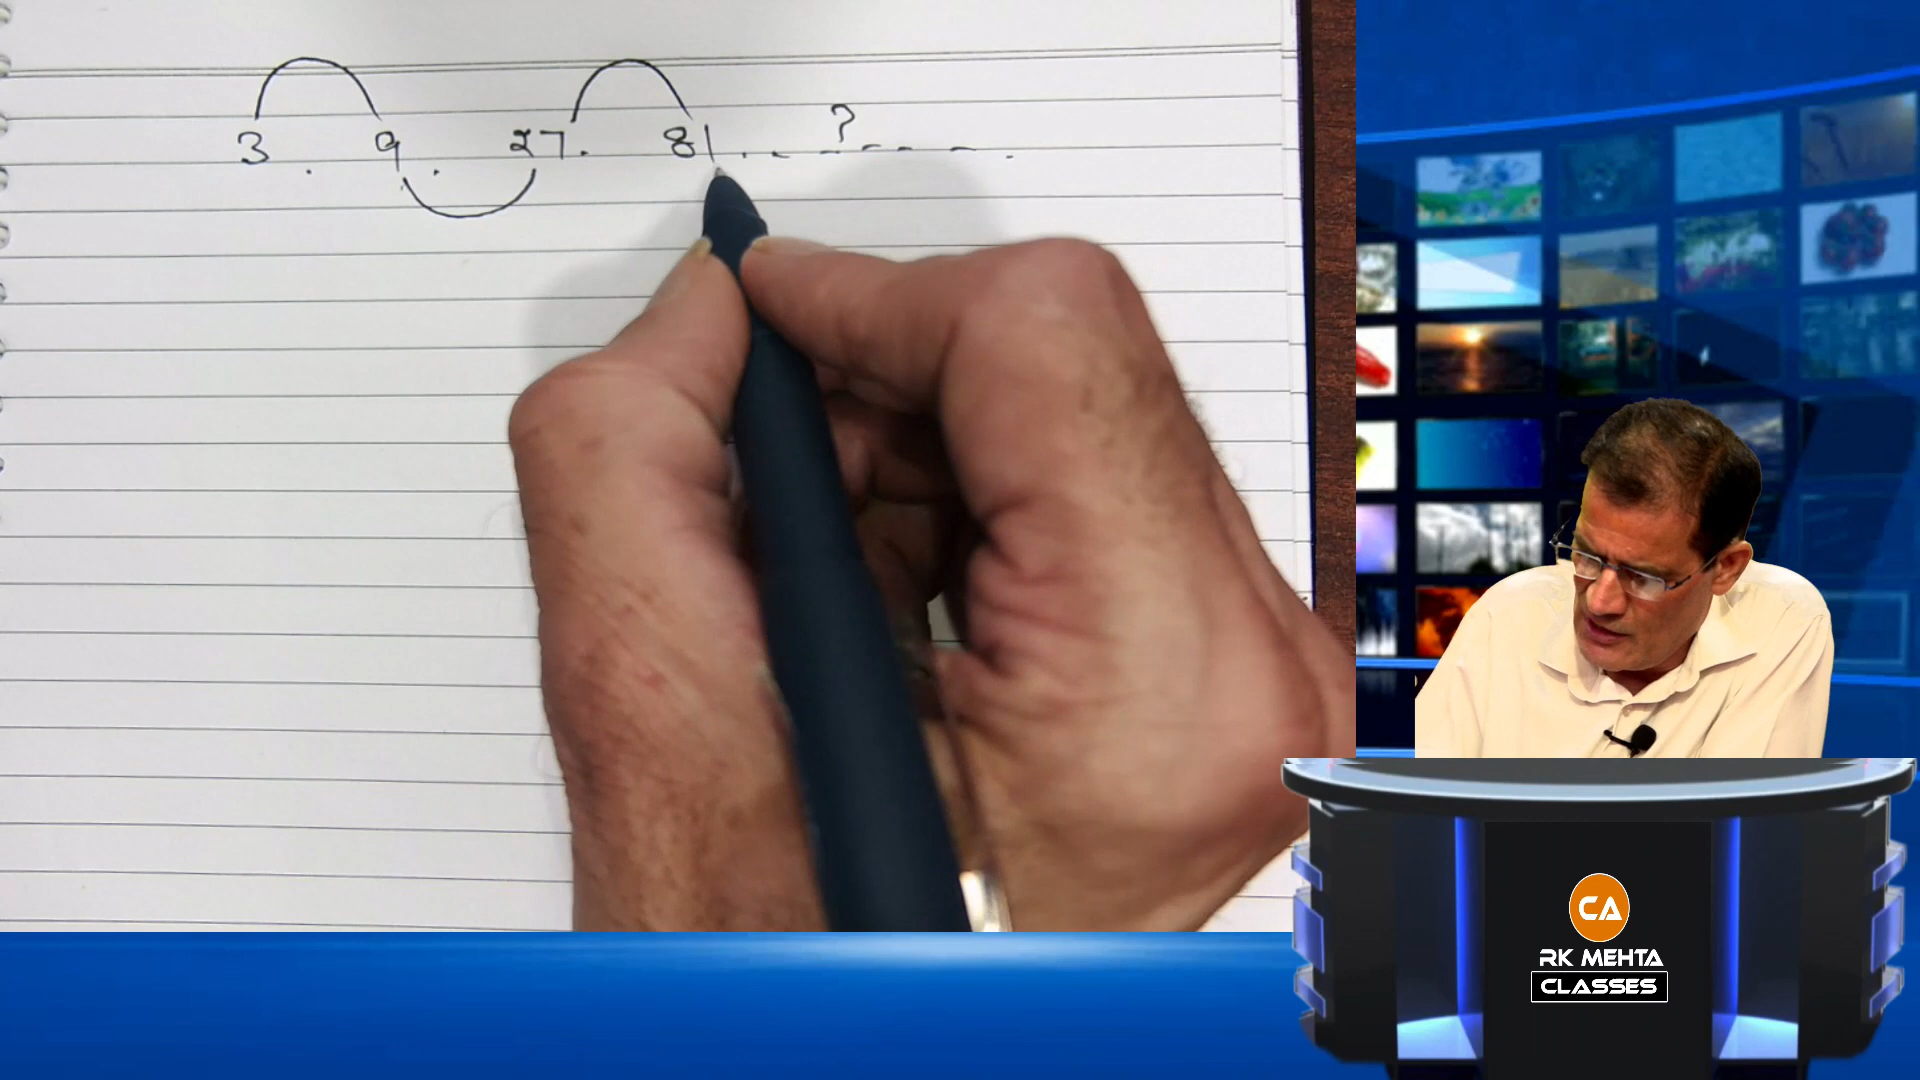 3 . 9 . 27 . 81 . . - ? - - - - .
CA
RK MEHTA
CLASSES